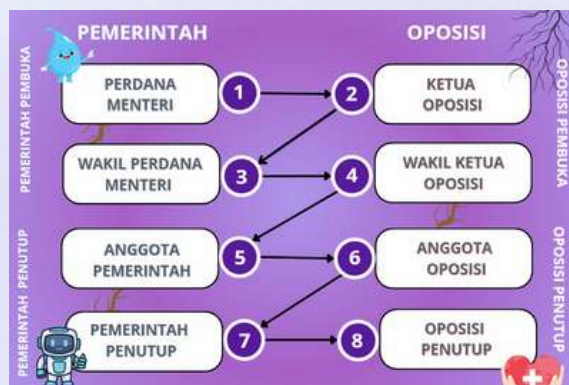 PEMERINTAH
OPOSISI
PEMERINTAH PEMBUKA
OPOSISI PEMBUKA
PERDANA
MENTERI
1
2
KETUA
OPOSISI
WAKIL PERDANA
MENTERI
3
4
WAKIL KETUA
OPOSISI
PEMERINTAH PENUTUP
OPOSISI PENUTUP
ANGGOTA
PEMERINTAH
5
6
ANGGOTA
OPOSISI
PEMERINTAH
PENUTUP
7
8
OPOSISI
PENUTUP